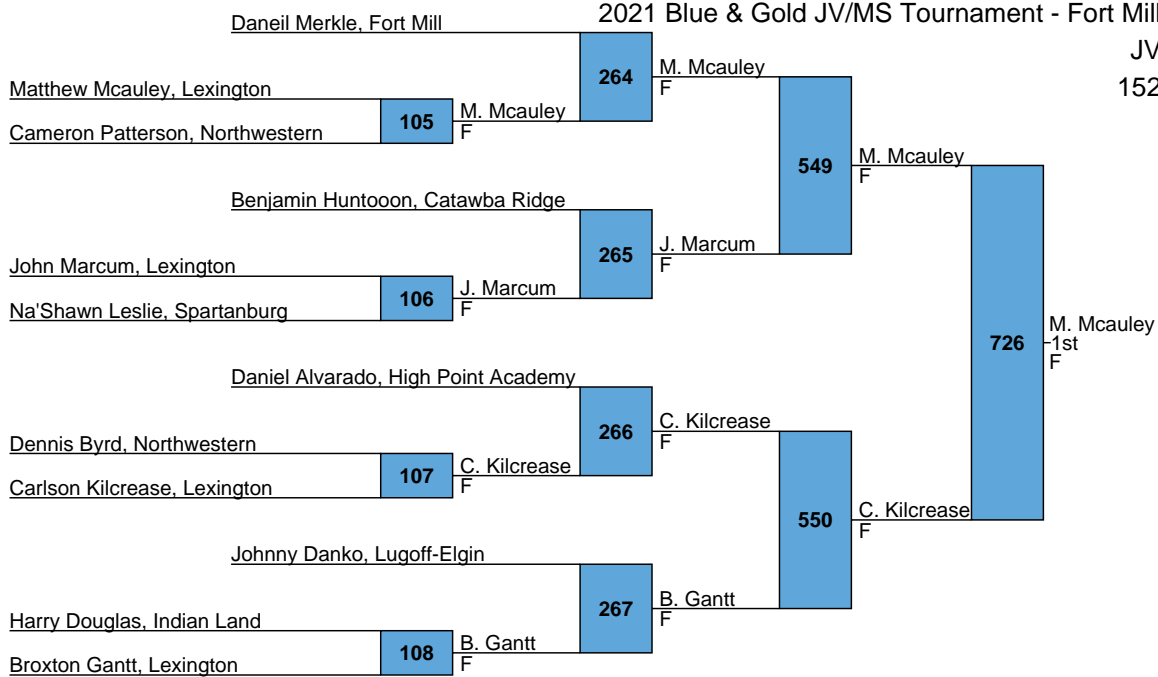 2021 Blue & Gold JV/MS Tournament - Fort Mill
JV
152
Daneil Merkle, Fort Mill
264
M. Mcauley
F
Matthew Mcauley, Lexington
105
M. Mcauley
F
Cameron Patterson, Northwestern
549
M. Mcauley
F
Benjamin Huntooon, Catawba Ridge
265
J. Marcum
F
John Marcum, Lexington
106
J. Marcum
F
Na'Shawn Leslie, Spartanburg
726
M. Mcauley
1st
F
Daniel Alvarado, High Point Academy
266
C. Kilcrease
F
Dennis Byrd, Northwestern
107
C. Kilcrease
F
Carlson Kilcrease, Lexington
550
C. Kilcrease
F
Johnny Danko, Lugoff-Elgin
267
B. Gantt
F
Harry Douglas, Indian Land
108
B. Gantt
F
Broxton Gantt, Lexington